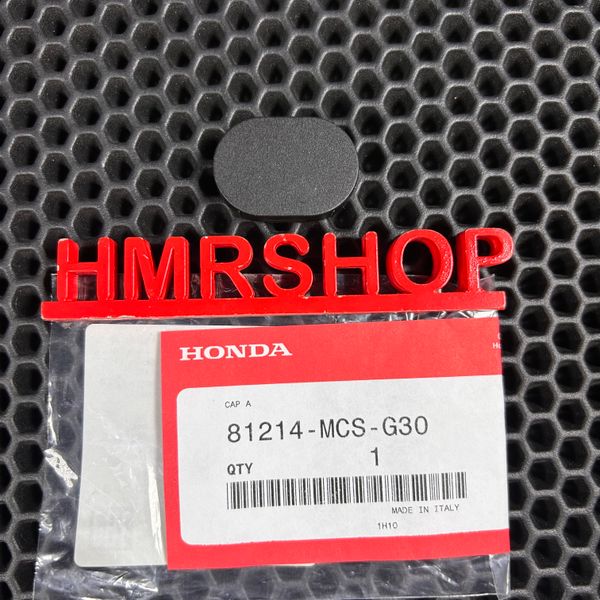 HMRSHOP
HONDA
CAP A
81214-MCS-G30
QTY 1
MADE IN ITALY
1H10